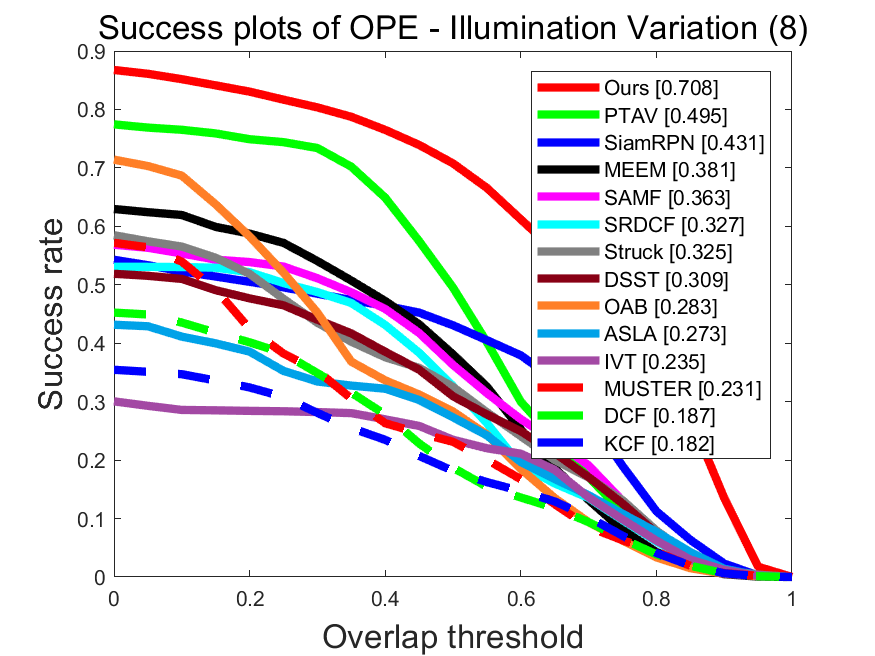 Success plots of OPE - Illumination Variation (8)
0.9
0.8
0.7
0.6
0.5
0.4
0.3
0.2
0.1
0
Success rate
Ours [0.708]
PTAV [0.495]
SiamRPN [0.431]
MEEM [0.381]
SAMF [0.363]
SRDCF [0.327]
Struck [0.325]
DSST [0.309]
OAB [0.283]
ASLA [0.273]
IVT [0.235]
MUSTER [0.231]
DCF [0.187]
KCF [0.182]
0 0.2 0.4 0.6 0.8 1
Overlap threshold